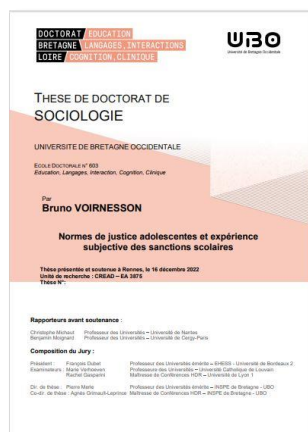 DOCTORAT EDUCATION
BRETAGNE LANGAGES, INTERACTIONS
LOIRE COGNITION, CLINIQUE
UBO
Université de Bretagne Occidentale
THESE DE DOCTORAT DE
SOCIOLOGIE
UNIVERSITE DE BRETAGNE OCCIDENTALE
ECOLE DOCTORALE N° 603
Education, Langages, Interaction, Cognition, Clinique
Par
Bruno VOIRNESSON
Normes de justice adolescentes et expérience
subjective des sanctions scolaires
Thèse présentée et soutenue à Rennes, le 16 décembre 2022
Unité de recherche : CREAD – EA 3875
Thèse N°:
Rapporteurs avant soutenance :
Christophe Michaut Professeur des Universités – Université de Nantes
Benjamin Moignard Professeur des Universités – Université de Cergy-Paris
Composition du Jury :
Président : François Dubet Professeur des Universités émérite – EHESS - Université de Bordeaux 2
Examinateurs : Marie Verhoeven Professeure des Universités – Université Catholique de Louvain
Rachel Gasparini Maîtresse de Conférences HDR – Université de Lyon 1
Dir. de thèse : Pierre Merle Professeur des Universités émérite – INSPE de Bretagne - UBO
Co-dir. de thèse : Agnès Grimault-Leprince Maîtresse de Conférences HDR – INSPE de Bretagne - UBO